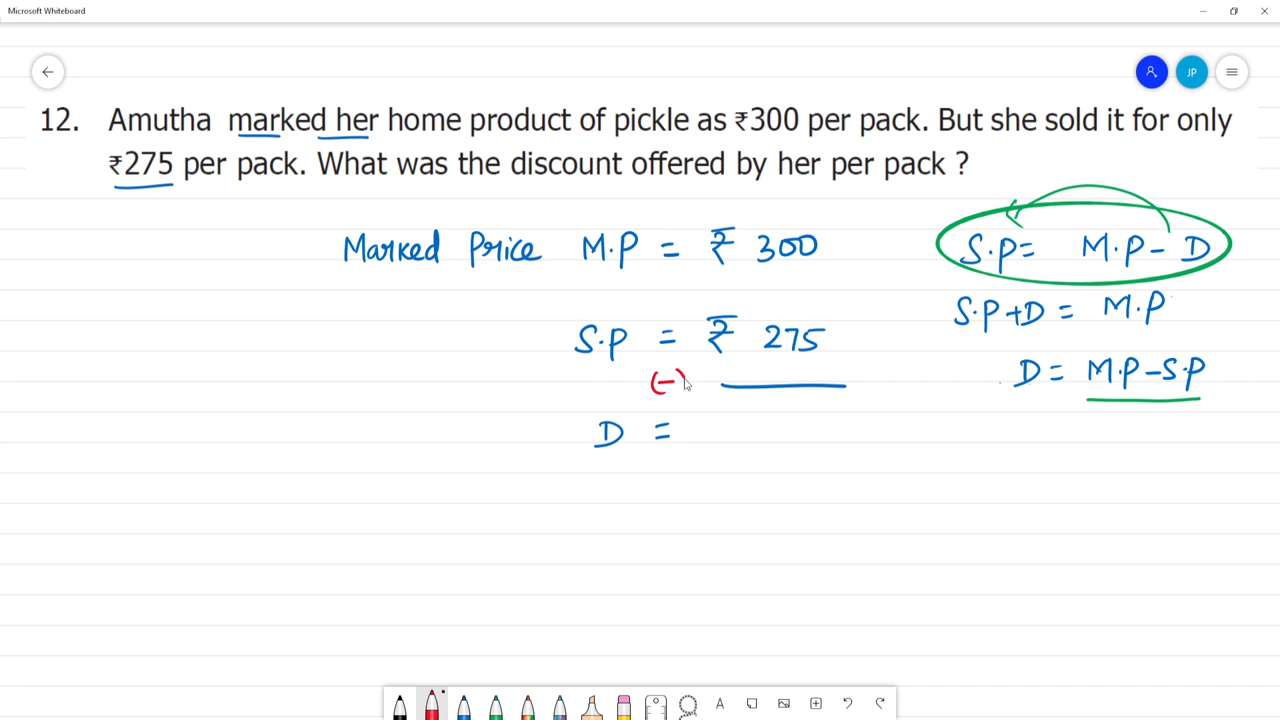 Microsoft Whiteboard
JP
12. Amutha marked her home product of pickle as ₹300 per pack. But she sold it for only
₹275 per pack. What was the discount offered by her per pack ?
Marked Price M.P = ₹ 300
S.P = M.P - D
S.P + D = M.P
S.P = ₹ 275
D = M.P - S.P
(-)
D =
A